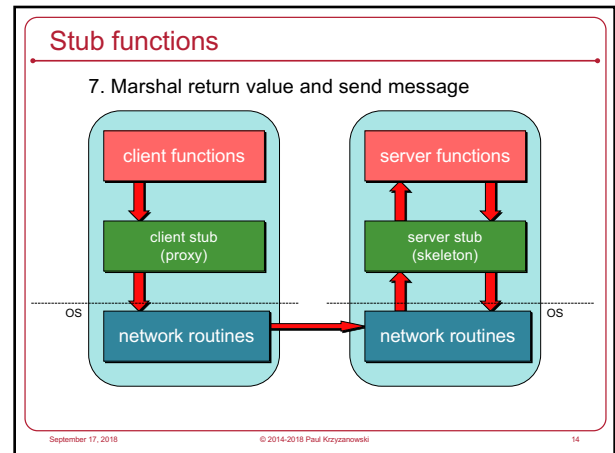 Stub functions
7. Marshal return value and send message
client functions
server functions
client stub
(proxy)
server stub
(skeleton)
OS
OS
network routines
network routines
September 17, 2018
© 2014-2018 Paul Krzyzanowski
14